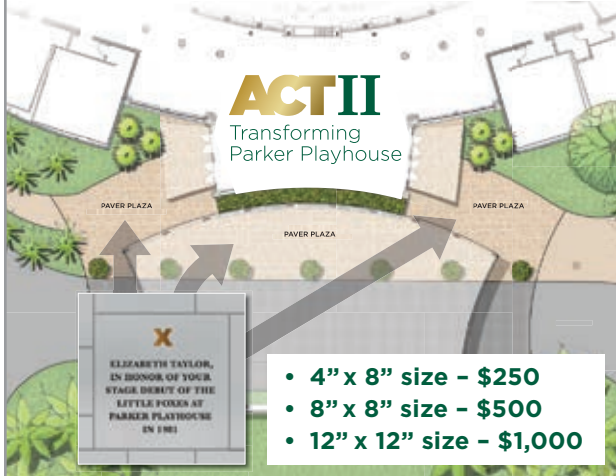 ACT II
Transforming
Parker Playhouse
PAVER PLAZA
PAVER PLAZA
PAVER PLAZA
X
ELIZABETH TAYLOR,
IN HONOR OF YOUR
STAGE DEBUT OF THE
LITTLE FOXES AT
PARKER PLAYHOUSE
IN 1981
• 4” x 8” size – $250
• 8” x 8” size – $500
• 12” x 12” size – $1,000